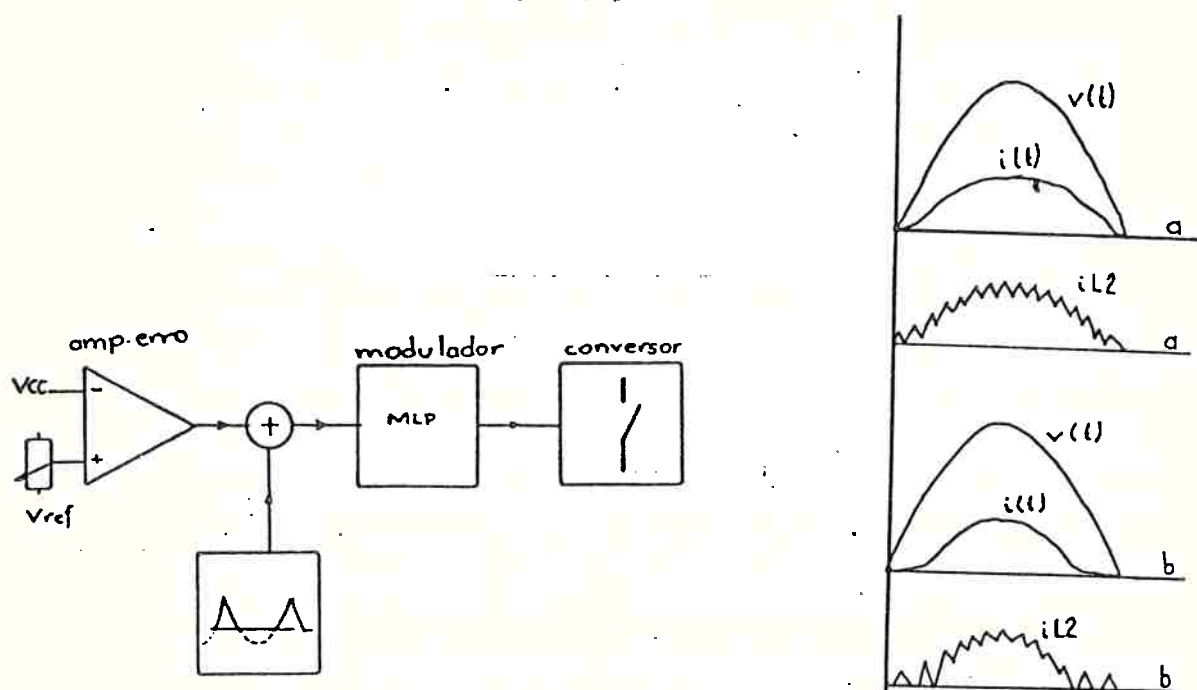 amp.erro
modulador
conversor
VCC
-
+
+
MLP
Vref
v(t)
i(t)
a
iL2
a
v(t)
i(t)
b
iL2
b